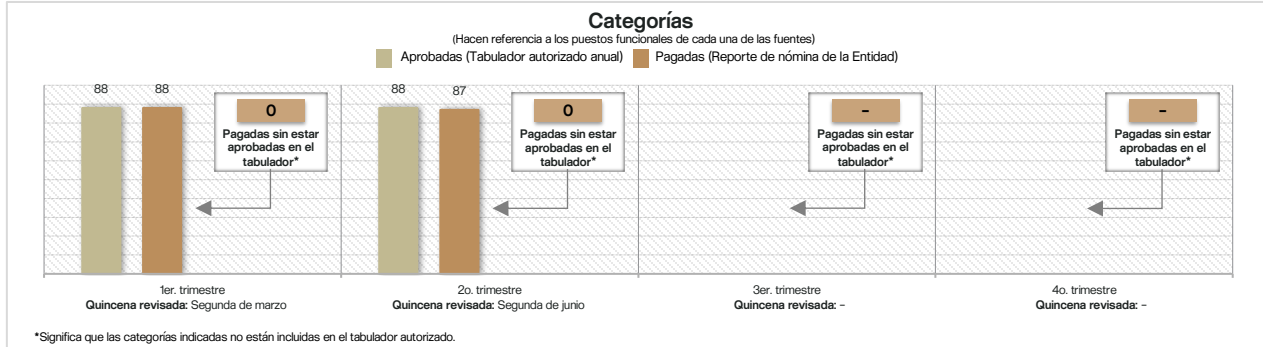 Categorías
(Hacen referencia a los puestos funcionales de cada una de las fuentes)
Aprobadas (Tabulador autorizado anual) Pagadas (Reporte de nómina de la Entidad)
88 88 88 87
0 0 - -
Pagadas sin estar aprobadas en el tabulador*
Pagadas sin estar aprobadas en el tabulador*
Pagadas sin estar aprobadas en el tabulador*
Pagadas sin estar aprobadas en el tabulador*
1er. trimestre 2o. trimestre 3er. trimestre 4o. trimestre
Quincena revisada: Segunda de marzo Quincena revisada: Segunda de junio Quincena revisada: - Quincena revisada: -
*Significa que las categorías indicadas no están incluidas en el tabulador autorizado.